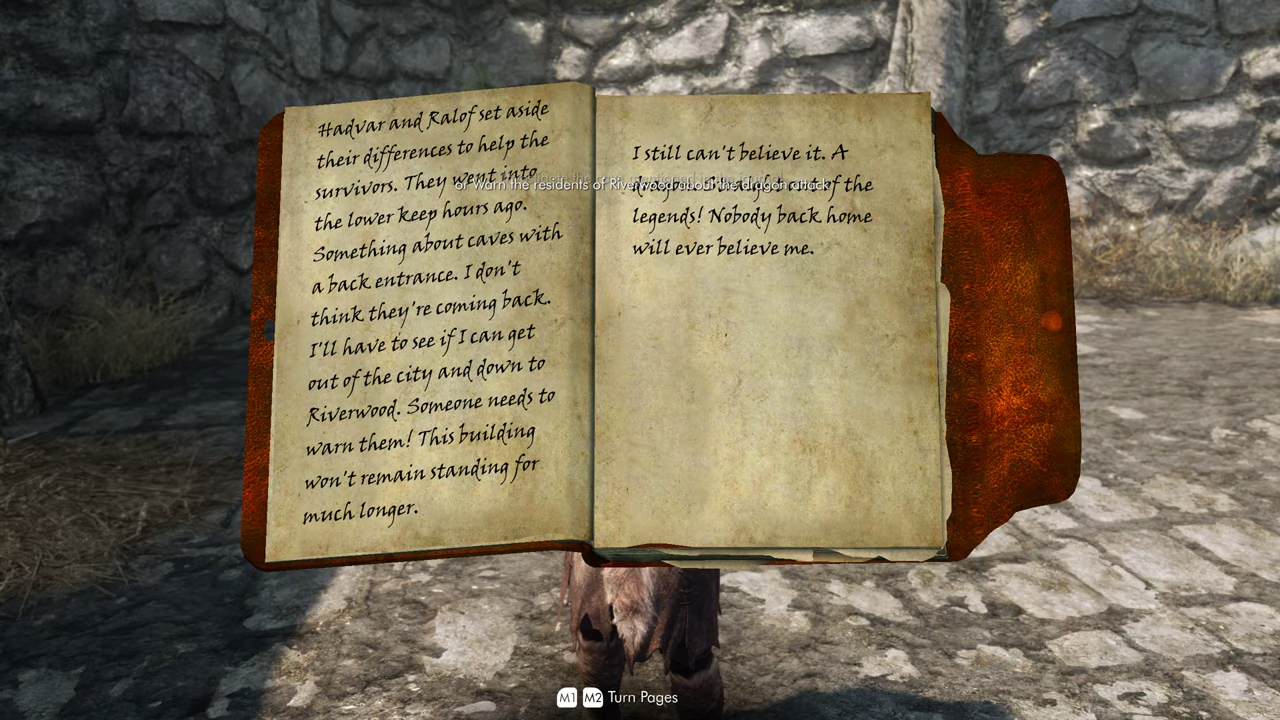 Hadvar and Ralof set aside
their differences to help the
survivors. They went into
the lower keep hours ago.
Something about caves with
a back entrance. I don't
think they're coming back.
I'll have to see if I can get
out of the city and down to
Riverwood. Someone needs to
warn them! This building
won't remain standing for
much longer.
I still can't believe it. A
of the
legends! Nobody back home
will ever believe me.
or Warn the residents of Riverwood about the dragon attack
M1 M2 Turn Pages